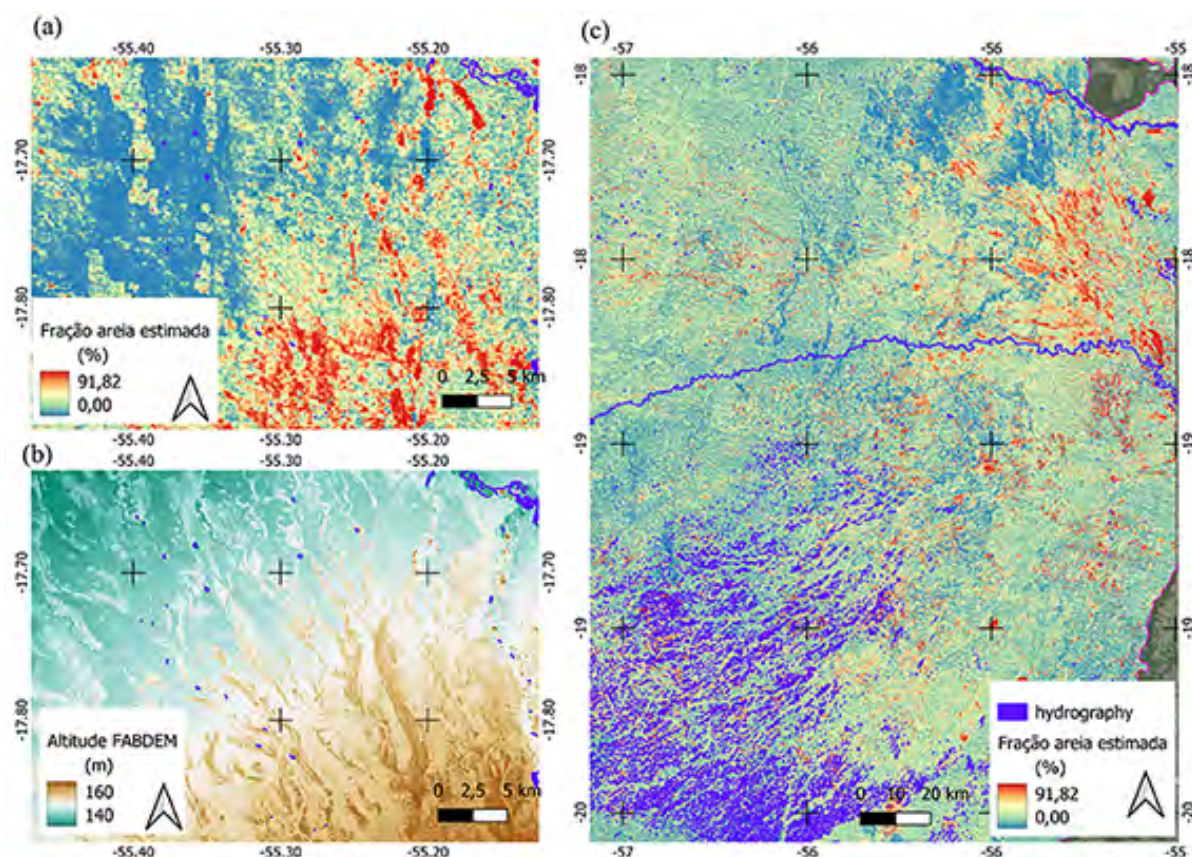 (a)
-55.40 -55.30 -55.20
-17.70 -17.70
-17.80 -17.80
Fração areia estimada
(%)
91,82
0,00
0 2,5 5 km
-55.40 -55.30 -55.20
(b)
-55.40 -55.30 -55.20
-17.70 -17.70
-17.80 -17.80
Altitude FABDEM
(m)
160
140
0 2,5 5 km
-55.40 -55.30 -55.20
(c)
-57 -56 -56 -55
-18 -18
-18 -18
-19 -19
-19 -19
-20 -20
hydrography
Fração areia estimada
(%)
91,82
0,00
0 10 20 km
-57 -56 -56 -55